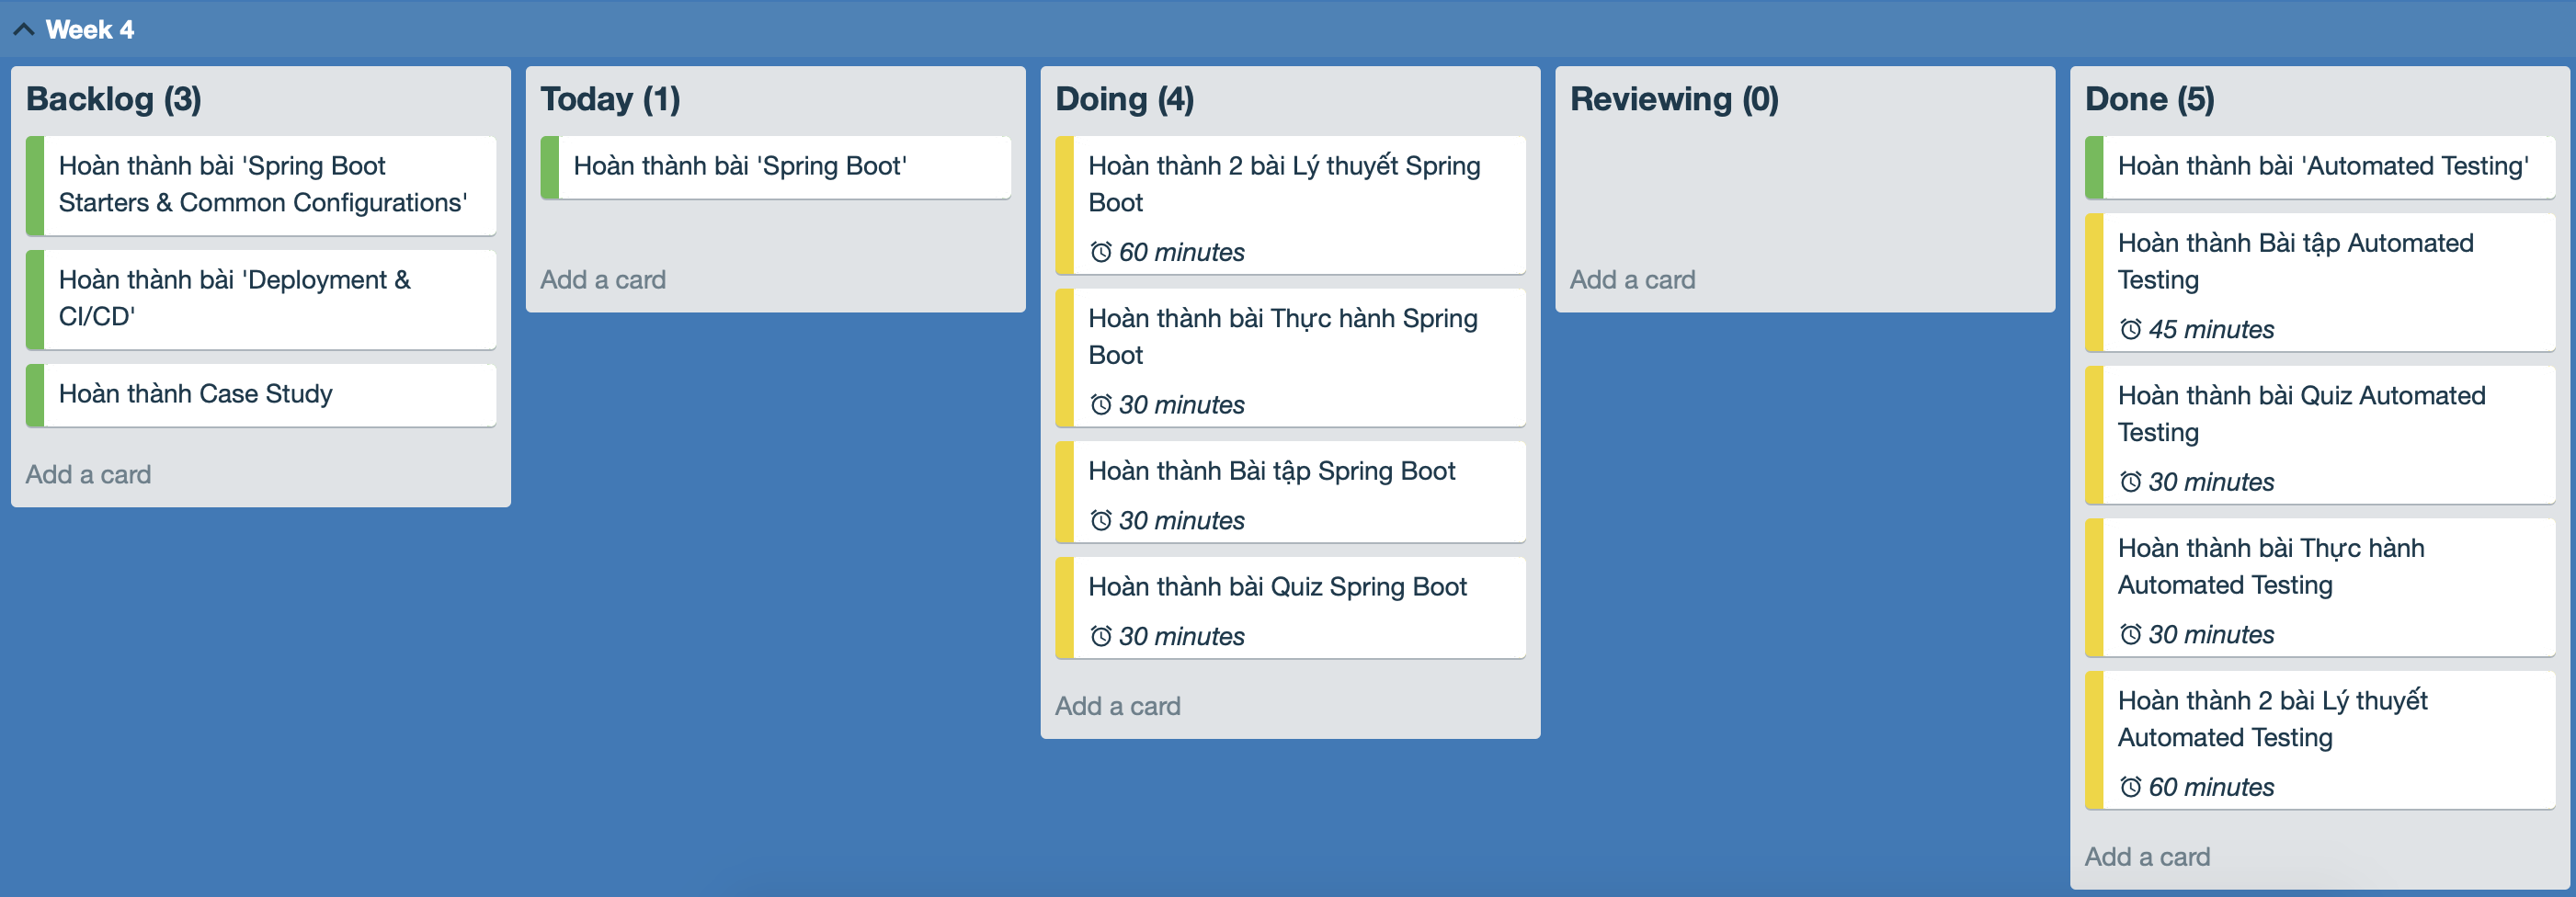 Week 4
Backlog (3)
Hoàn thành bài 'Spring Boot
Starters & Common Configurations'
Hoàn thành bài 'Deployment &
CI/CD'
Hoàn thành Case Study
Add a card
Today (1)
Hoàn thành bài 'Spring Boot'
Add a card
Doing (4)
Hoàn thành 2 bài Lý thuyết Spring
Boot
60 minutes
Hoàn thành bài Thực hành Spring
Boot
30 minutes
Hoàn thành Bài tập Spring Boot
30 minutes
Hoàn thành bài Quiz Spring Boot
30 minutes
Add a card
Reviewing (0)
Add a card
Done (5)
Hoàn thành bài 'Automated Testing'
Hoàn thành Bài tập Automated
Testing
45 minutes
Hoàn thành bài Quiz Automated
Testing
30 minutes
Hoàn thành bài Thực hành
Automated Testing
30 minutes
Hoàn thành 2 bài Lý thuyết
Automated Testing
60 minutes
Add a card